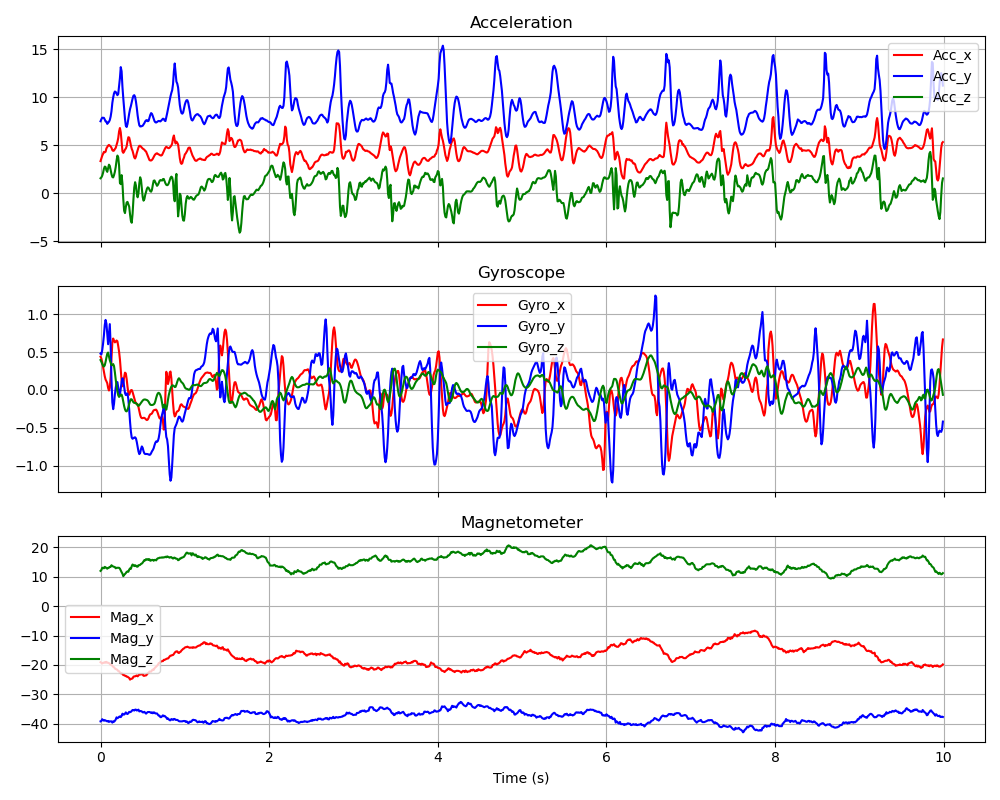 Acceleration
15
10
5
0
−5
Acc_x
Acc_y
Acc_z
Gyroscope
1.0
0.5
0.0
−0.5
−1.0
Gyro_x
Gyro_y
Gyro_z
Magnetometer
20
10
0
−10
−20
−30
−40
Mag_x
Mag_y
Mag_z
0 2 4 6 8 10
Time (s)